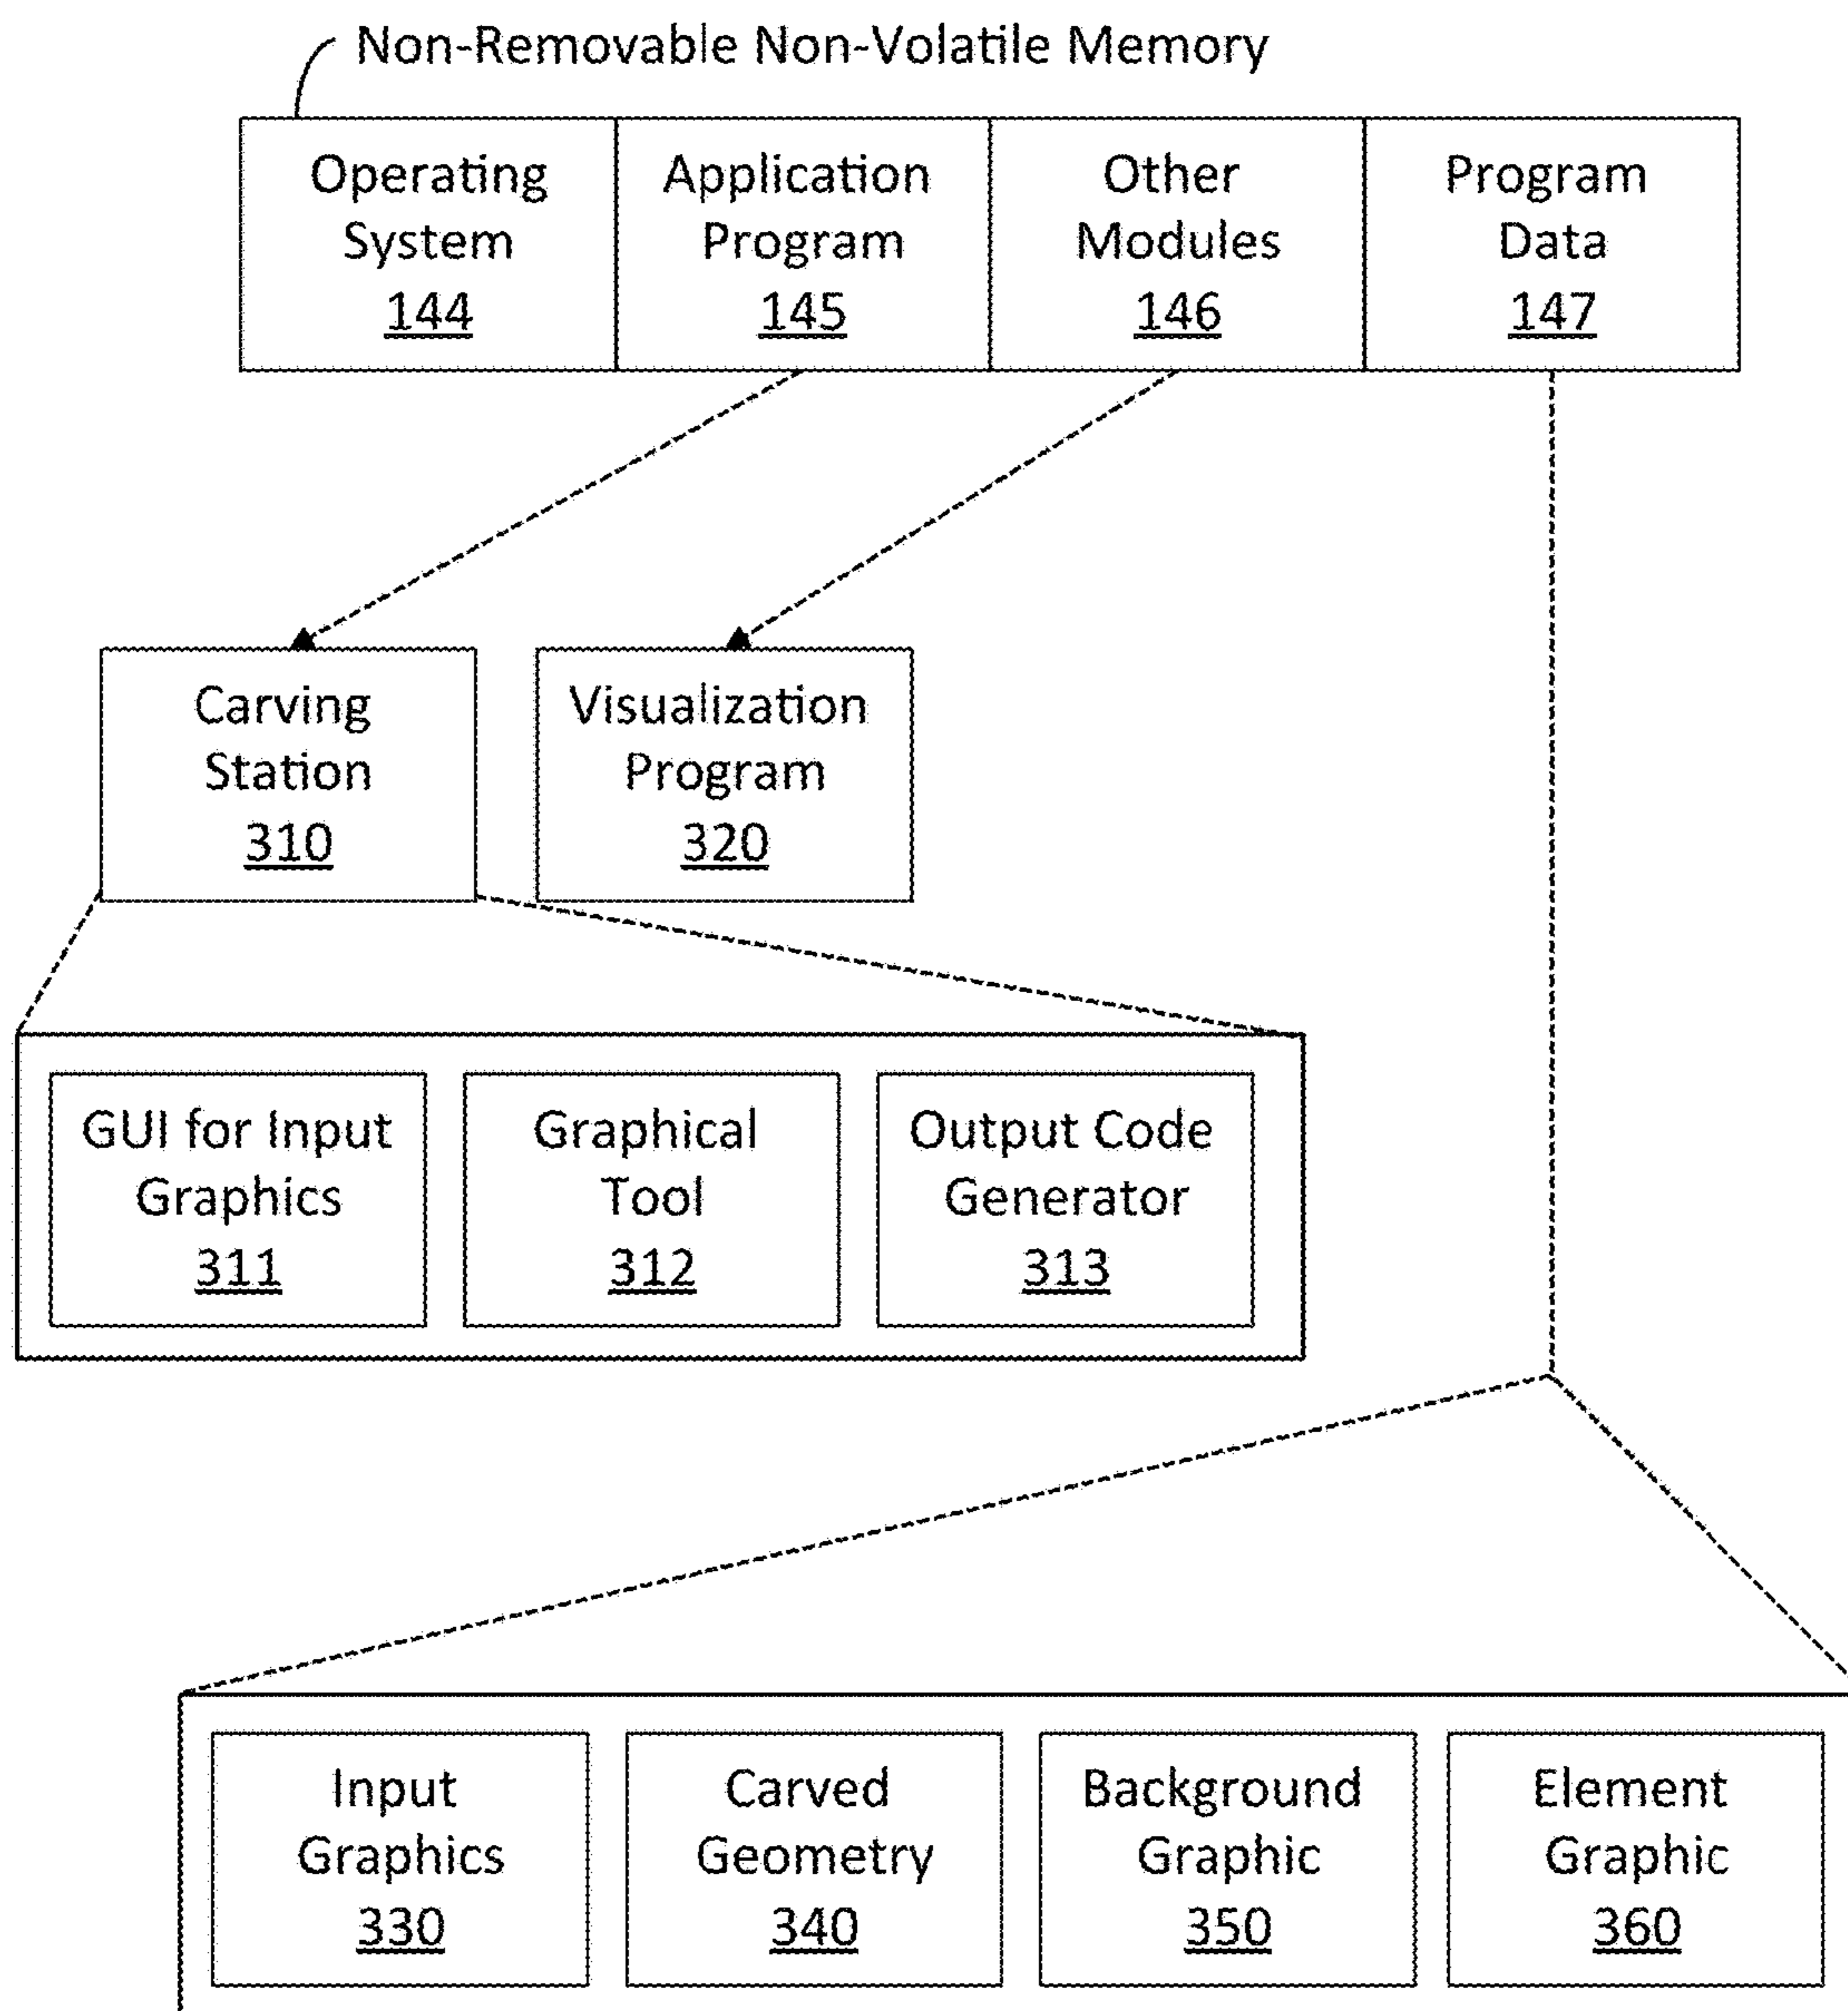 Non-Removable Non-Volatile Memory
Operating
System
144
Application
Program
145
Other
Modules
146
Program
Data
147
Carving
Station
310
Visualization
Program
320
GUI for Input
Graphics
311
Graphical
Tool
312
Output Code
Generator
313
Input
Graphics
330
Carved
Geometry
340
Background
Graphic
350
Element
Graphic
360